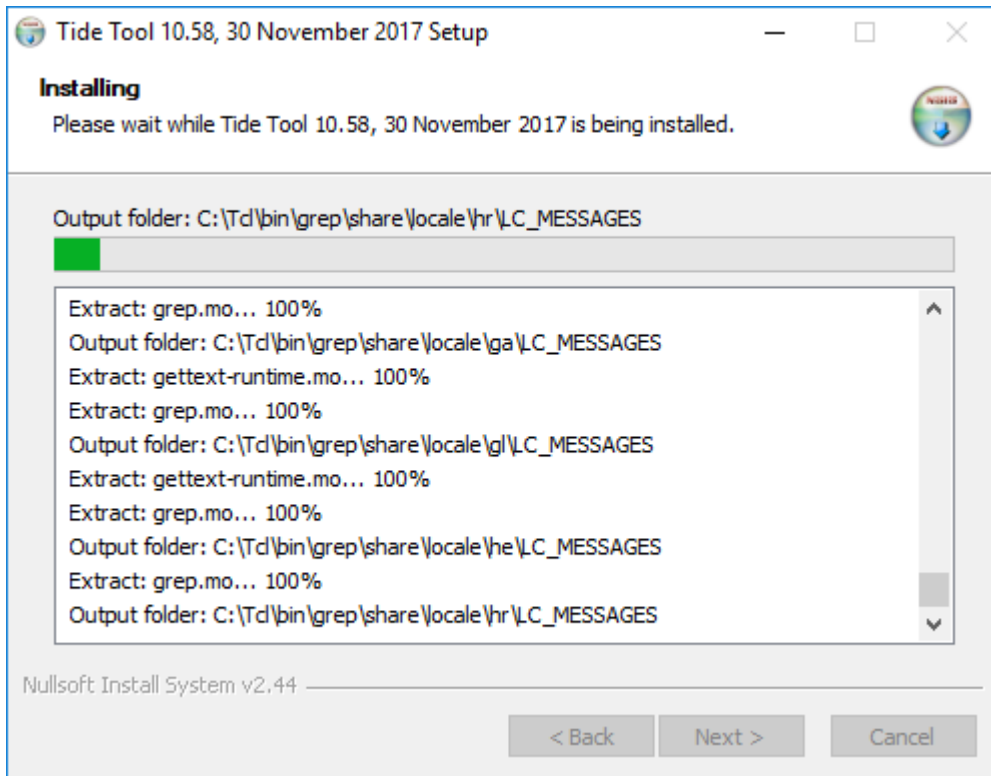 Tide Tool 10.58, 30 November 2017 Setup
Installing
Please wait while Tide Tool 10.58, 30 November 2017 is being installed.
NSIS
Output folder: C:\Tcl\bin\grep\share\locale\hr\LC_MESSAGES
Extract: grep.mo... 100%
Output folder: C:\Tcl\bin\grep\share\locale\ga\LC_MESSAGES
Extract: gettext-runtime.mo... 100%
Extract: grep.mo... 100%
Output folder: C:\Tcl\bin\grep\share\locale\gl\LC_MESSAGES
Extract: gettext-runtime.mo... 100%
Extract: grep.mo... 100%
Output folder: C:\Tcl\bin\grep\share\locale\he\LC_MESSAGES
Extract: grep.mo... 100%
Output folder: C:\Tcl\bin\grep\share\locale\hr\LC_MESSAGES
Nullsoft Install System v2.44
< Back
Next >
Cancel